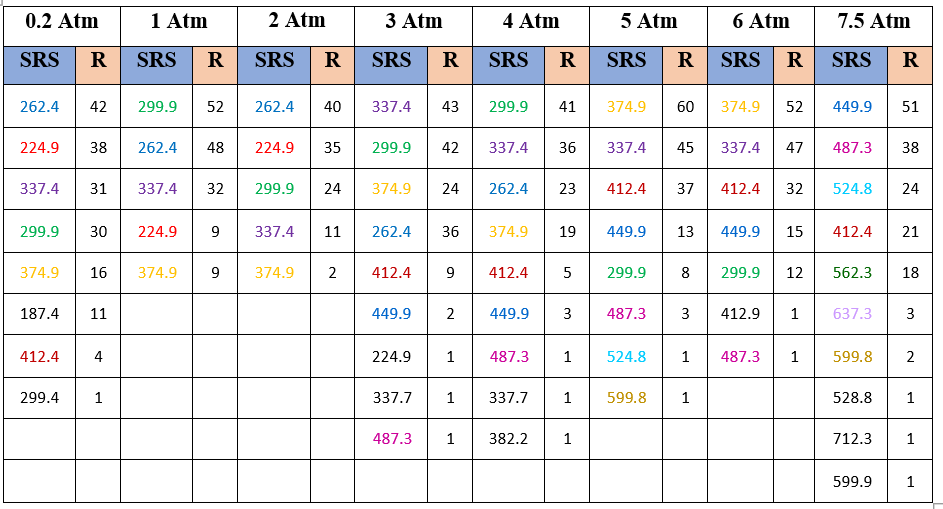 0.2 Atm 1 Atm 2 Atm 3 Atm 4 Atm 5 Atm 6 Atm 7.5 Atm
SRS R SRS R SRS R SRS R SRS R SRS R SRS R SRS R
262.4 42 299.9 52 262.4 40 337.4 43 299.9 41 374.9 60 374.9 52 449.9 51
224.9 38 262.4 48 224.9 35 299.9 42 337.4 36 337.4 45 337.4 47 487.3 38
337.4 31 337.4 32 299.9 24 374.9 24 262.4 23 412.4 37 412.4 32 524.8 24
299.9 30 224.9 9 337.4 11 262.4 36 374.9 19 449.9 13 449.9 15 412.4 21
374.9 16 374.9 9 374.9 2 412.4 9 412.4 5 299.9 8 299.9 12 562.3 18
187.4 11 449.9 2 449.9 3 487.3 3 412.9 1 637.3 3
412.4 4 224.9 1 487.3 1 524.8 1 487.3 1 599.8 2
299.4 1 337.7 1 337.7 1 599.8 1 528.8 1
487.3 1 382.2 1 712.3 1
599.9 1